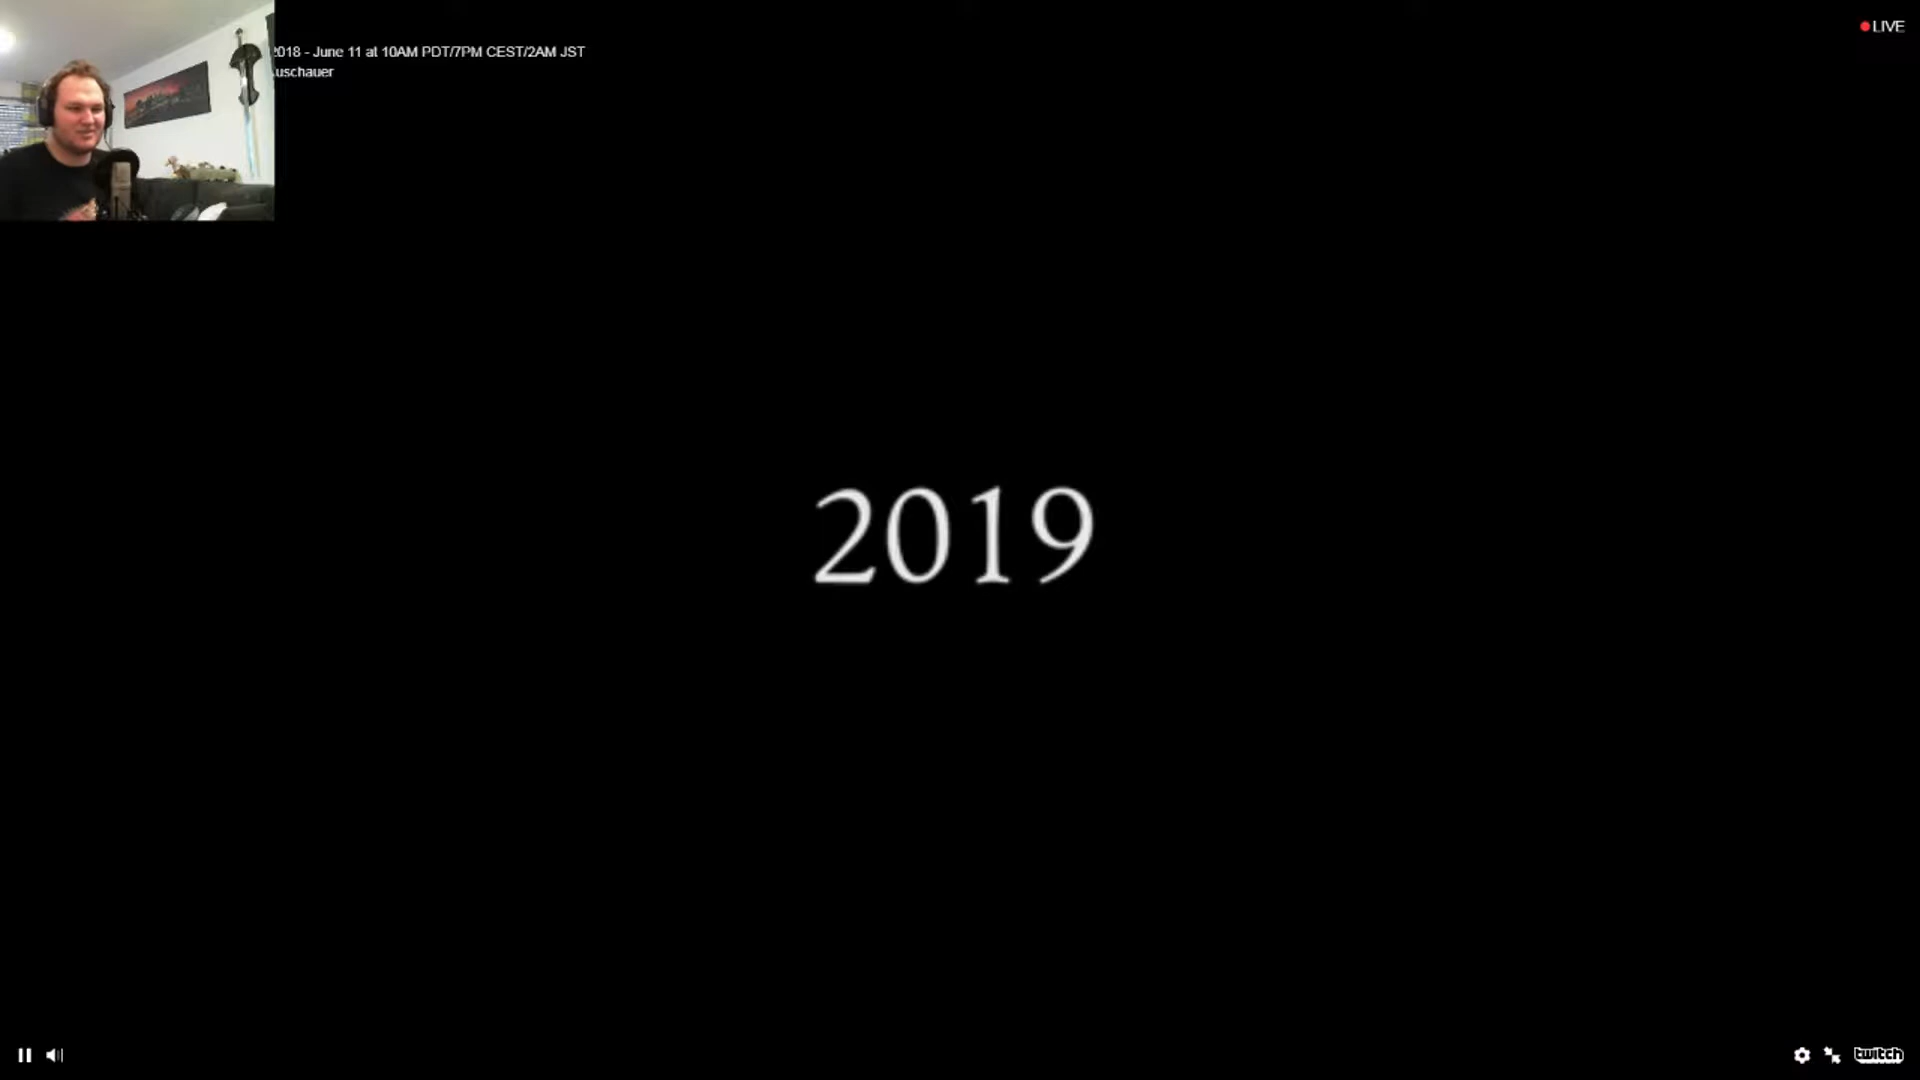 LIVE
2018 - June 11 at 10AM PDT/7PM CEST/2AM JST
uschauer
2019
twitch